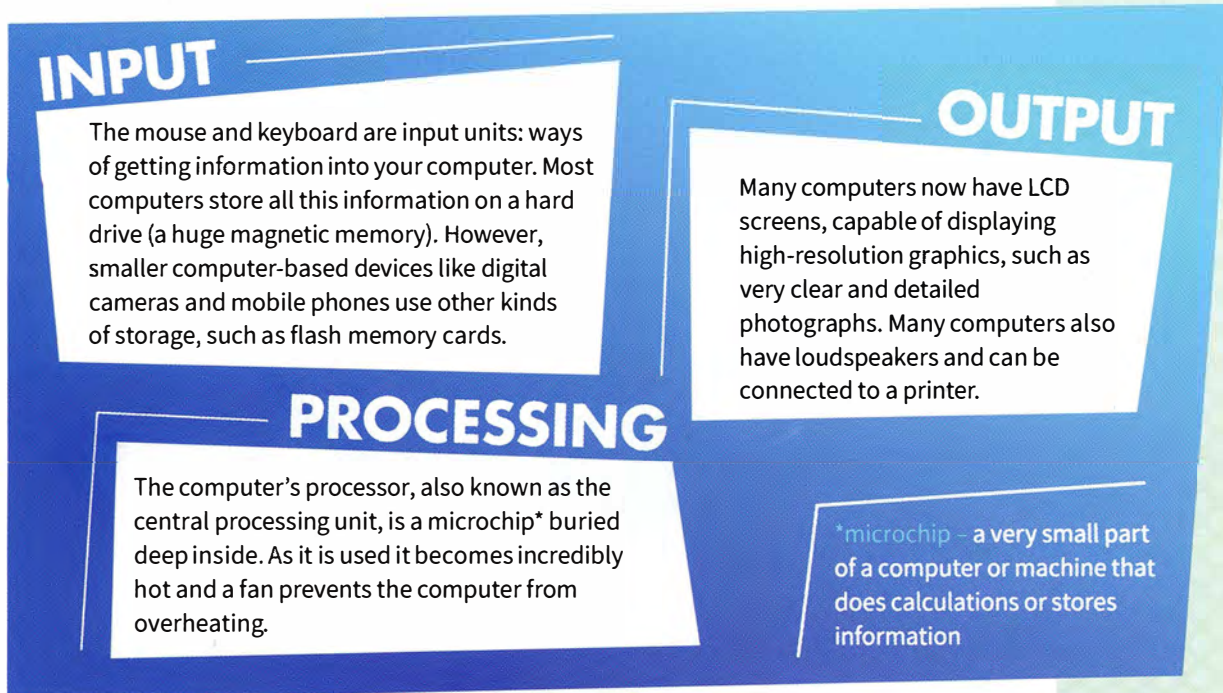 INPUT
The mouse and keyboard are input units: ways
of getting information into your computer. Most
computers store all this information on a hard
drive (a huge magnetic memory). However,
smaller computer-based devices like digital
cameras and mobile phones use other kinds
of storage, such as flash memory cards.
OUTPUT
Many computers now have LCD
screens, capable of displaying
high-resolution graphics, such as
very clear and detailed
photographs. Many computers also
have loudspeakers and can be
connected to a printer.
PROCESSING
The computer's processor, also known as the
central processing unit, is a microchip* buried
deep inside. As it is used it becomes incredibly
hot and a fan prevents the computer from
overheating.
*microchip – a very small part
of a computer or machine that
does calculations or stores
information